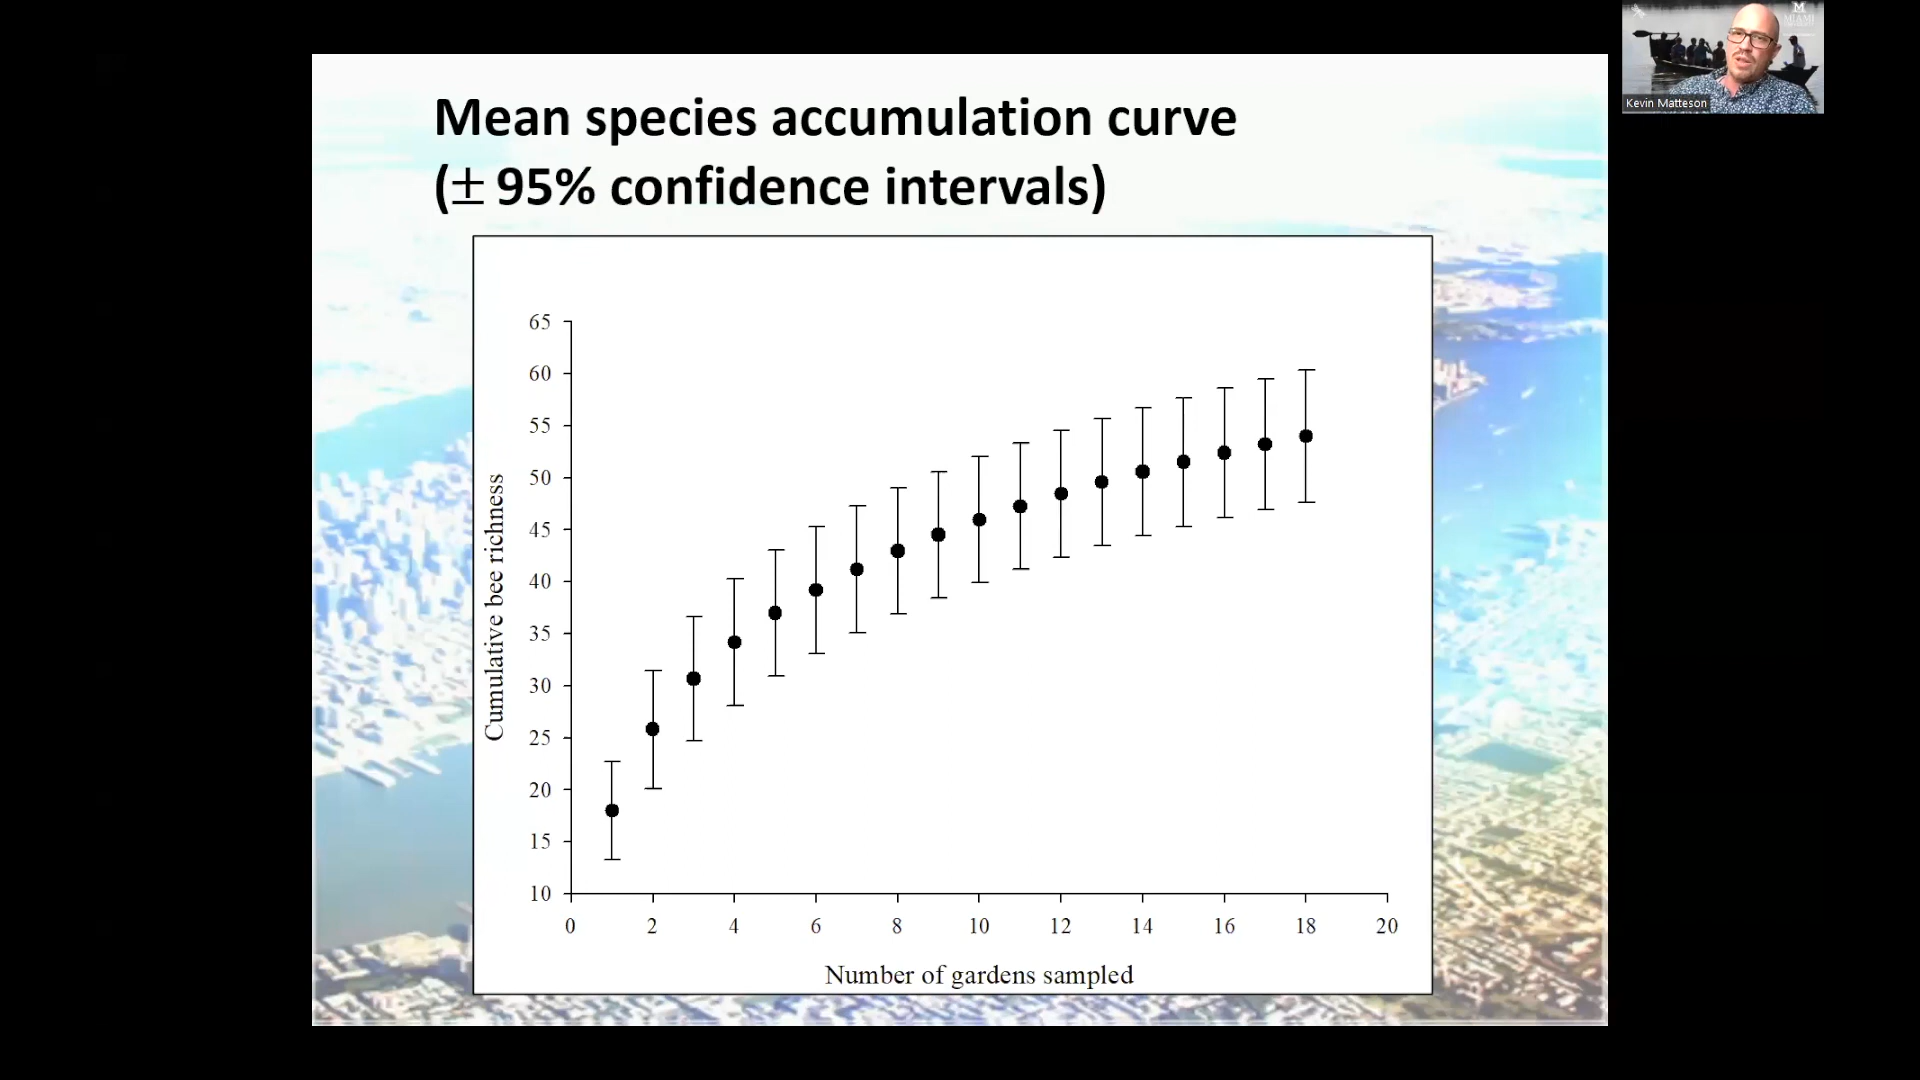 Mean species accumulation curve
(± 95% confidence intervals)
65
60
55
50
45
40
35
30
25
20
15
10
Cumulative bee richness
0 2 4 6 8 10 12 14 16 18 20
Number of gardens sampled
M
MIAMI
Kevin Matteson